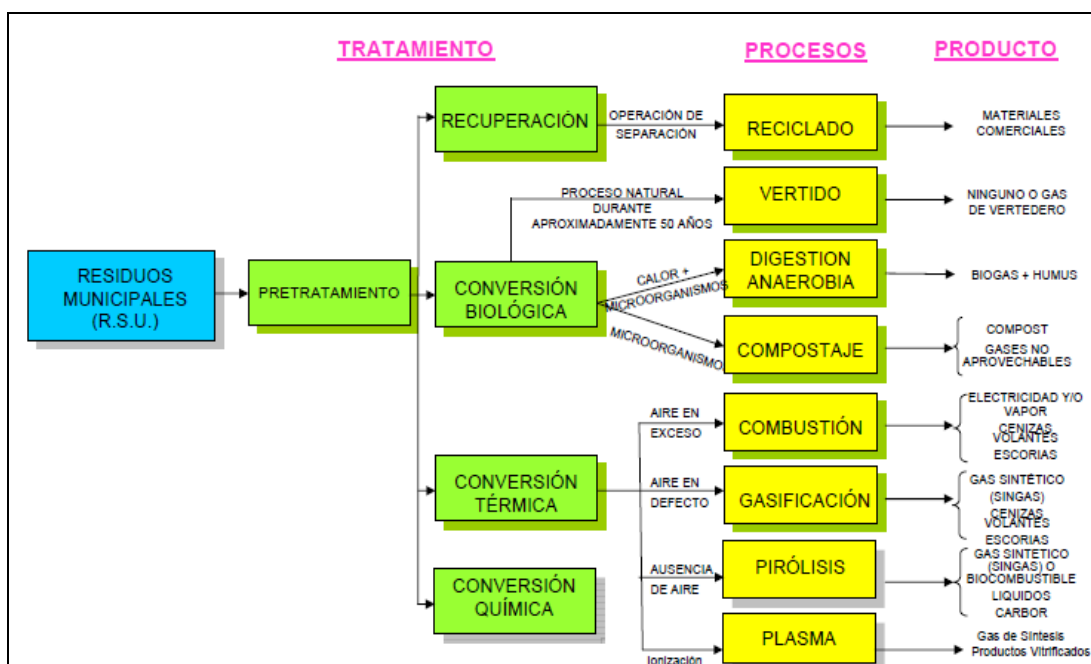 TRATAMIENTO
PROCESOS
PRODUCTO
RECUPERACIÓN
OPERACIÓN DE
SEPARACIÓN
RECICLADO
MATERIALES
COMERCIALES
PROCESO NATURAL
DURANTE
APROXIMADAMENTE 50 AÑOS
VERTIDO
NINGUNO O GAS
DE VERTEDERO
RESIDUOS
MUNICIPALES
(R.S.U.)
PRETRATAMIENTO
CONVERSIÓN
BIOLÓGICA
CALOR +
MICROORGANISMOS
DIGESTION
ANAEROBIA
BIOGAS + HUMUS
MICROORGANISMOS
COMPOSTAJE
COMPOST
GASES NO
APROVECHABLES
CONVERSIÓN
TÉRMICA
AIRE EN
EXCESO
COMBUSTIÓN
ELECTRICIDAD Y/O
VAPOR
CENIZAS
VOLANTES
ESCORIAS
AIRE EN
DEFECTO
GASIFICACIÓN
GAS SINTÉTICO
(SINGAS)
CENIZAS
VOLANTES
ESCORIAS
CONVERSIÓN
QUÍMICA
AUSENCIA
DE AIRE
PIRÓLISIS
GAS SINTETICO
(SINGAS) O
BIOCOMBUSTIBLE
LIQUIDOS
CARBOR
Ionización
PLASMA
Gas de Síntesis
Productos Vitrificados